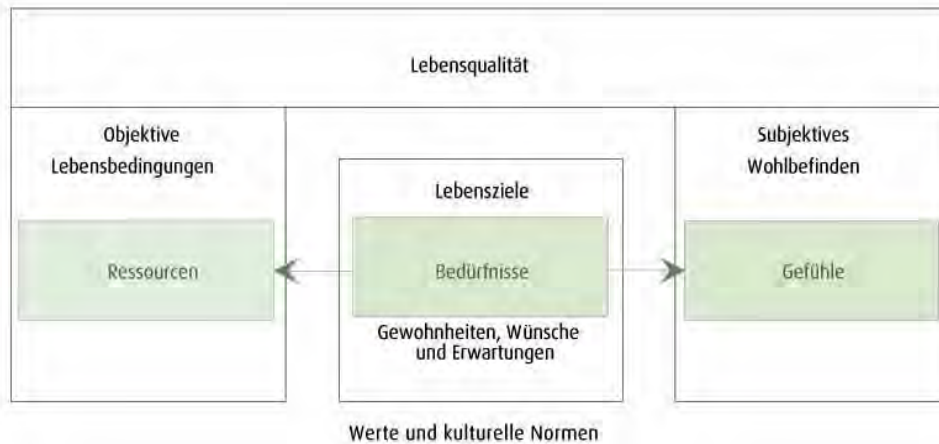 Lebensqualität
Objektive
Lebensbedingungen
Ressourcen
Lebensziele
Bedürfnisse
Gewohnheiten, Wünsche
und Erwartungen
Subjektives
Wohlbefinden
Gefühle
Werte und kulturelle Normen